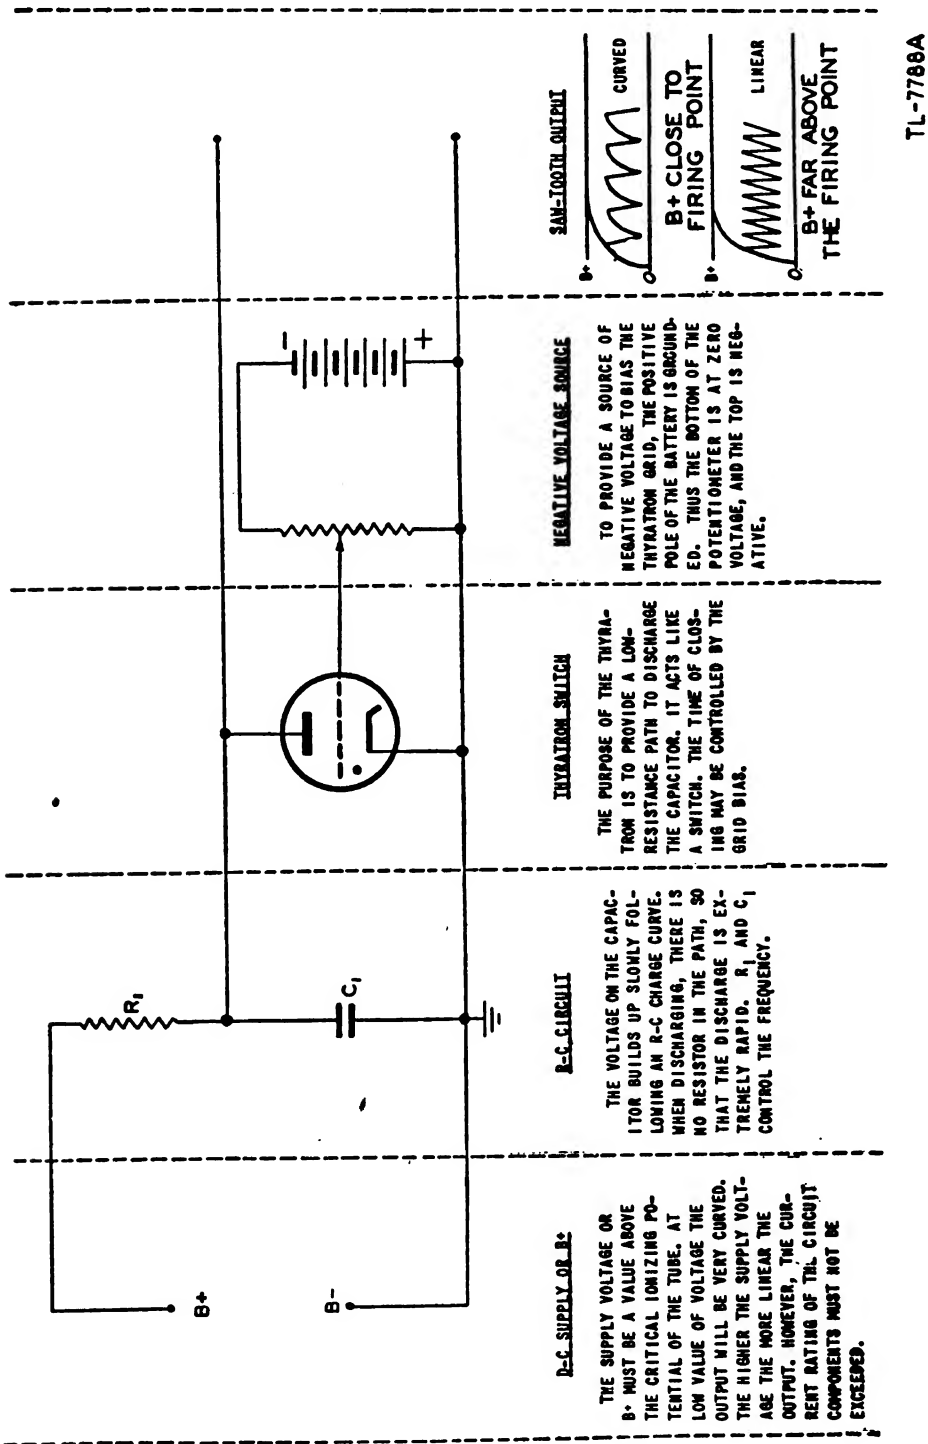 R₁
C₁
B+
B-
D-C SUPPLY OR B+
THE SUPPLY VOLTAGE OR
B+ MUST BE A VALUE ABOVE
THE CRITICAL IONIZING PO-
TENTIAL OF THE TUBE. AT
LOW VALUE OF VOLTAGE THE
OUTPUT WILL BE VERY CURVED.
THE HIGHER THE SUPPLY VOLT-
AGE THE MORE LINEAR THE
OUTPUT. HOWEVER, THE CUR-
RENT RATING OF THE CIRCUIT
COMPONENTS MUST NOT BE
EXCEEDED.
R-C CIRCUIT
THE VOLTAGE ON THE CAPAC-
ITOR BUILDS UP SLOWLY FOL-
LOWING AN R-C CHARGE CURVE.
WHEN DISCHARGING, THERE IS
NO RESISTOR IN THE PATH, SO
THAT THE DISCHARGE IS EX-
TREMELY RAPID. R₁ AND C₁
CONTROL THE FREQUENCY.
THYRATRON SWITCH
THE PURPOSE OF THE THYRA-
TRON IS TO PROVIDE A LOW-
RESISTANCE PATH TO DISCHARGE
THE CAPACITOR. IT ACTS LIKE
A SWITCH. THE TIME OF CLOS-
ING MAY BE CONTROLLED BY THE
GRID BIAS.
-
+
NEGATIVE VOLTAGE SOURCE
TO PROVIDE A SOURCE OF
NEGATIVE VOLTAGE TO BIAS THE
THYRATRON GRID, THE POSITIVE
POLE OF THE BATTERY IS GROUND-
ED. THUS THE BOTTOM OF THE
POTENTIOMETER IS AT ZERO
VOLTAGE, AND THE TOP IS NEG-
ATIVE.
SAW-TOOTH OUTPUT
B+
CURVED
O
B+ CLOSE TO
FIRING POINT
B+
LINEAR
O
B+ FAR ABOVE
THE FIRING POINT
TL-7788A